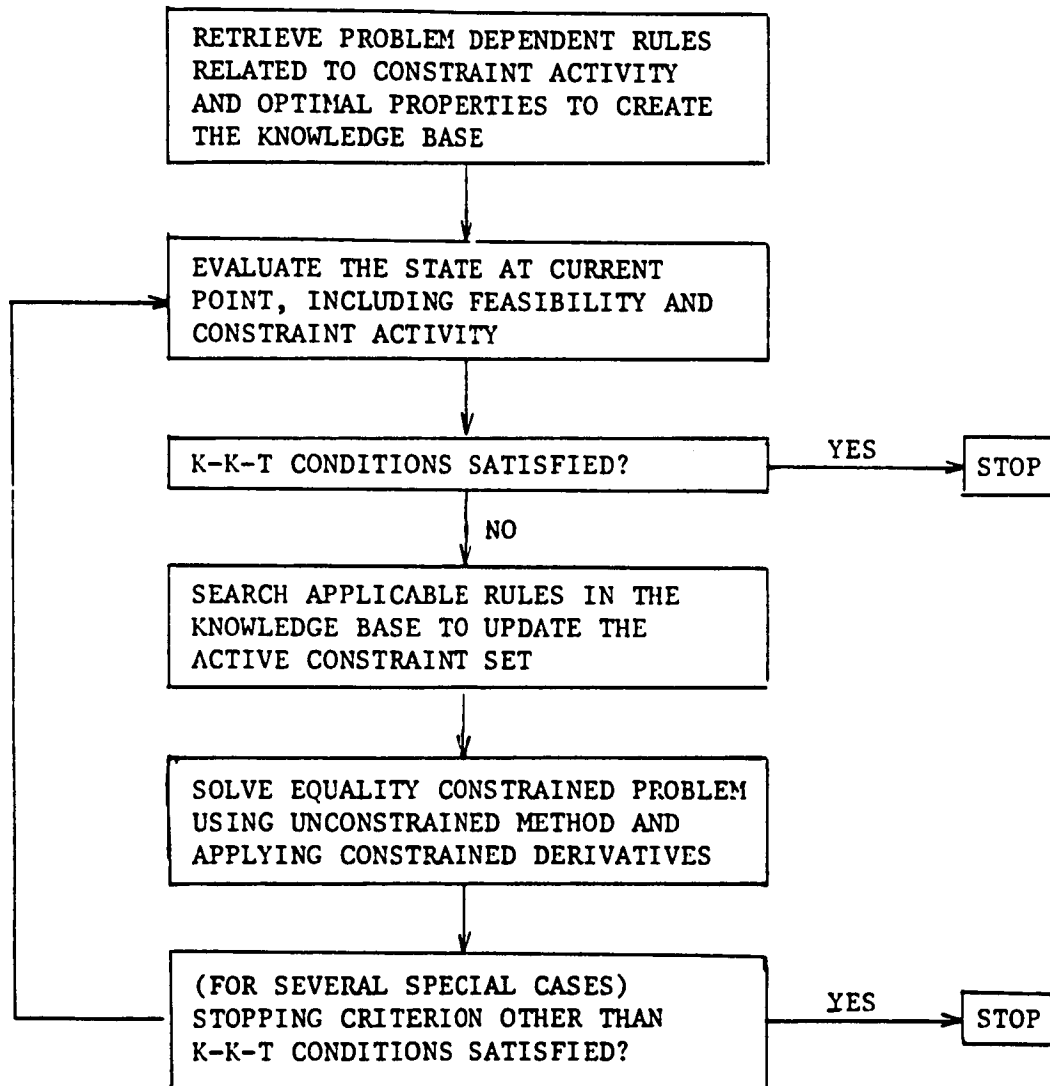 RETRIEVE PROBLEM DEPENDENT RULES
RELATED TO CONSTRAINT ACTIVITY
AND OPTIMAL PROPERTIES TO CREATE
THE KNOWLEDGE BASE
EVALUATE THE STATE AT CURRENT
POINT, INCLUDING FEASIBILITY AND
CONSTRAINT ACTIVITY
K-K-T CONDITIONS SATISFIED?
YES
STOP
NO
SEARCH APPLICABLE RULES IN THE
KNOWLEDGE BASE TO UPDATE THE
ACTIVE CONSTRAINT SET
SOLVE EQUALITY CONSTRAINED PROBLEM
USING UNCONSTRAINED METHOD AND
APPLYING CONSTRAINED DERIVATIVES
(FOR SEVERAL SPECIAL CASES)
STOPPING CRITERION OTHER THAN
K-K-T CONDITIONS SATISFIED?
YES
STOP